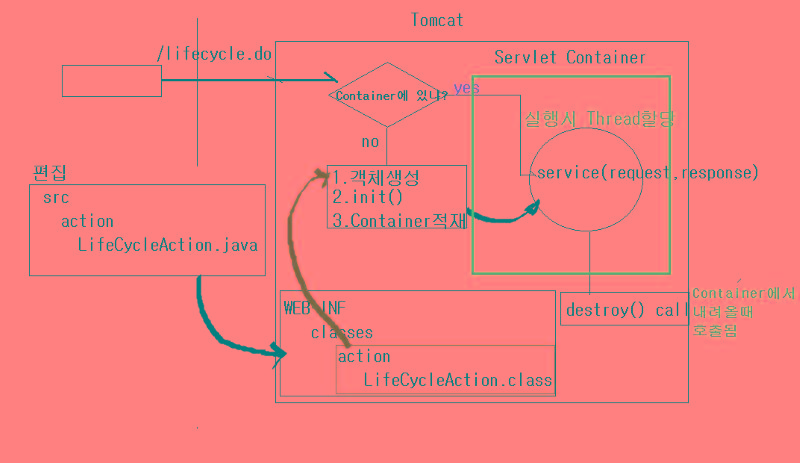 Tomcat
/lifecycle.do
Servlet Container
Container에 있니?
yes
실행시 Thread할당
no
편집
src
action
LifeCycleAction.java
1.객체생성
2.init()
3.Container적재
service(request,response)
WEB-INF
classes
action
LifeCycleAction.class
destroy() call
Container에서
내려올때
호출됨